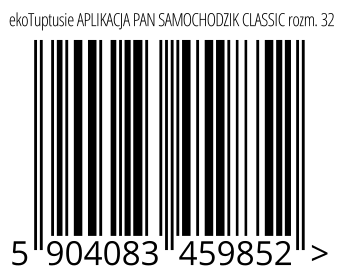 ekoTuptusie APLIKACJA PAN SAMOCHODZIK CLASSIC rozm. 32
5 904083 459852 >